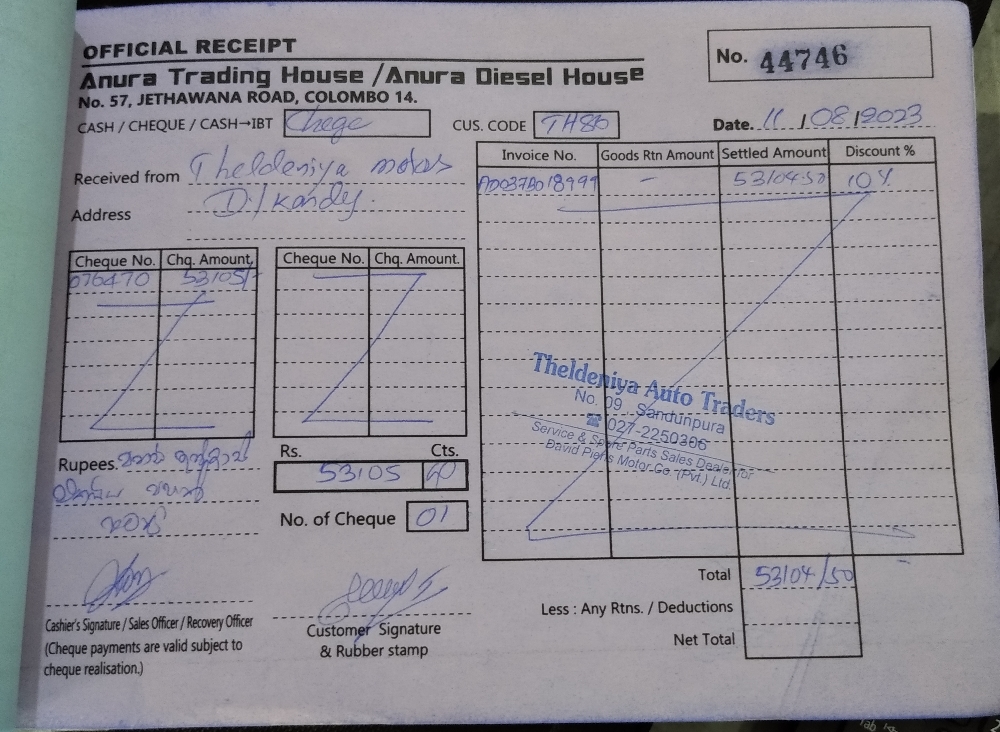 OFFICIAL RECEIPT
Anura Trading House /Anura Diesel House
No. 57, JETHAWANA ROAD, COLOMBO 14.
No. 44746
CASH / CHEQUE / CASH→IBT Chege
CUS. CODE TH86
Date. 11 / 08 / 2023
Received from Theldeniya motors
Address D./kandy.
Invoice No. Goods Rtn Amount Settled Amount Discount %
– 53104.50 10%
Cheque No. Chq. Amount,
076470 53105/-
Cheque No. Chq. Amount.
Theldeniya Auto Traders
No. 09, Sandunpura
☎ 027-2250306
Service & Spare Parts Sales Dealer for
David Pieris Motor Co. (Pvt.) Ltd.
Rupees
Rs. Cts.
53105
No. of Cheque 01
Total 53104/50
Less : Any Rtns. / Deductions
Net Total
Cashier's Signature / Sales Officer / Recovery Officer
(Cheque payments are valid subject to
cheque realisation.)
Customer Signature
& Rubber stamp